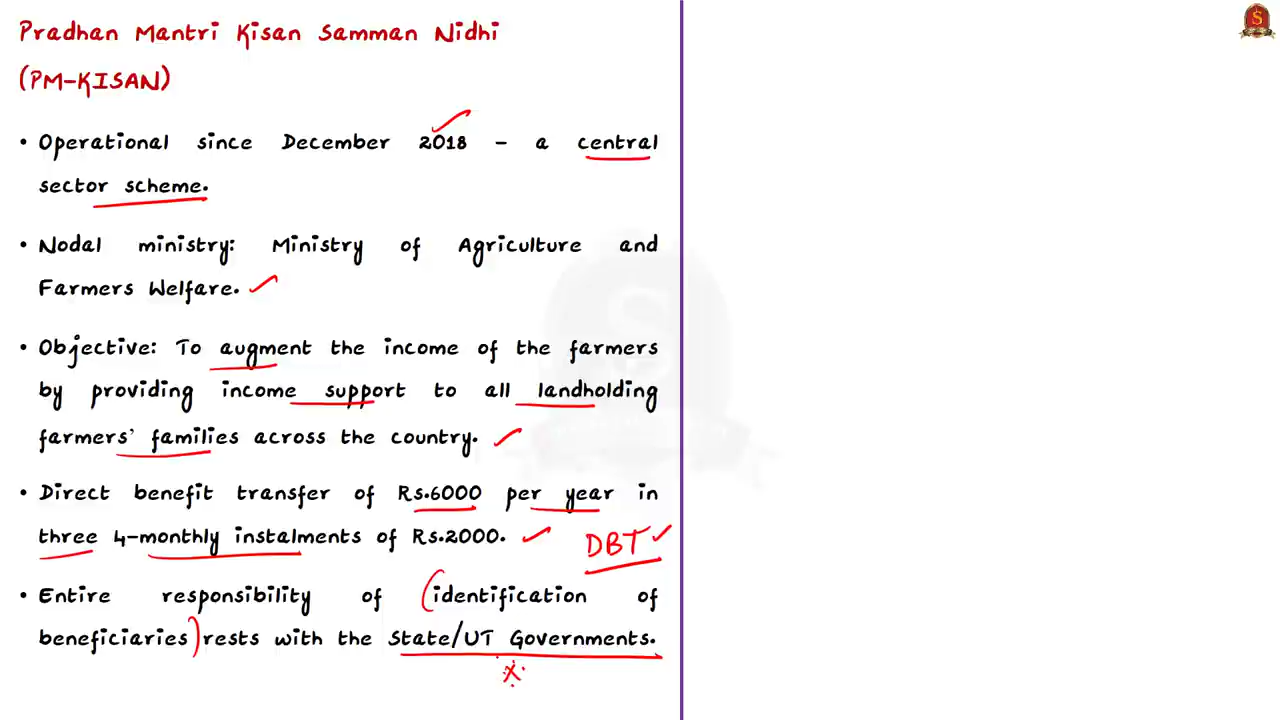 Pradhan Mantri Kisan Samman Nidhi
(PM-KISAN)
• Operational since December 2018 - a central
sector scheme.
• Nodal ministry: Ministry of Agriculture and
Farmers Welfare.
• Objective: To augment the income of the farmers
by providing income support to all landholding
farmers' families across the country.
• Direct benefit transfer of Rs.6000 per year in
three 4-monthly instalments of Rs.2000.
DBT
• Entire responsibility of (identification of
beneficiaries) rests with the State/UT Governments.